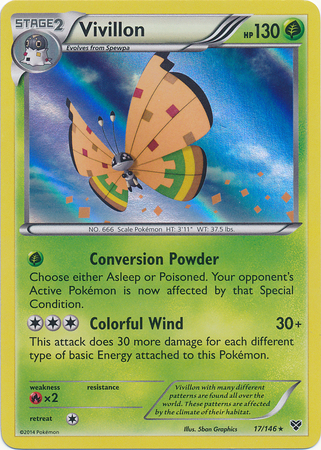 STAGE2 Vivillon HP 130
Evolves from Spewpa
NO. 666 Scale Pokémon HT: 3'11" WT: 37.5 lbs.
Conversion Powder
Choose either Asleep or Poisoned. Your opponent's
Active Pokémon is now affected by that Special
Condition.
Colorful Wind 30+
This attack does 30 more damage for each different
type of basic Energy attached to this Pokémon.
weakness resistance
×2
retreat
Vivillon with many different
patterns are found all over the
world. These patterns are affected
by the climate of their habitat.
©2014 Pokémon
Illus. 5ban Graphics 17/146★
XY